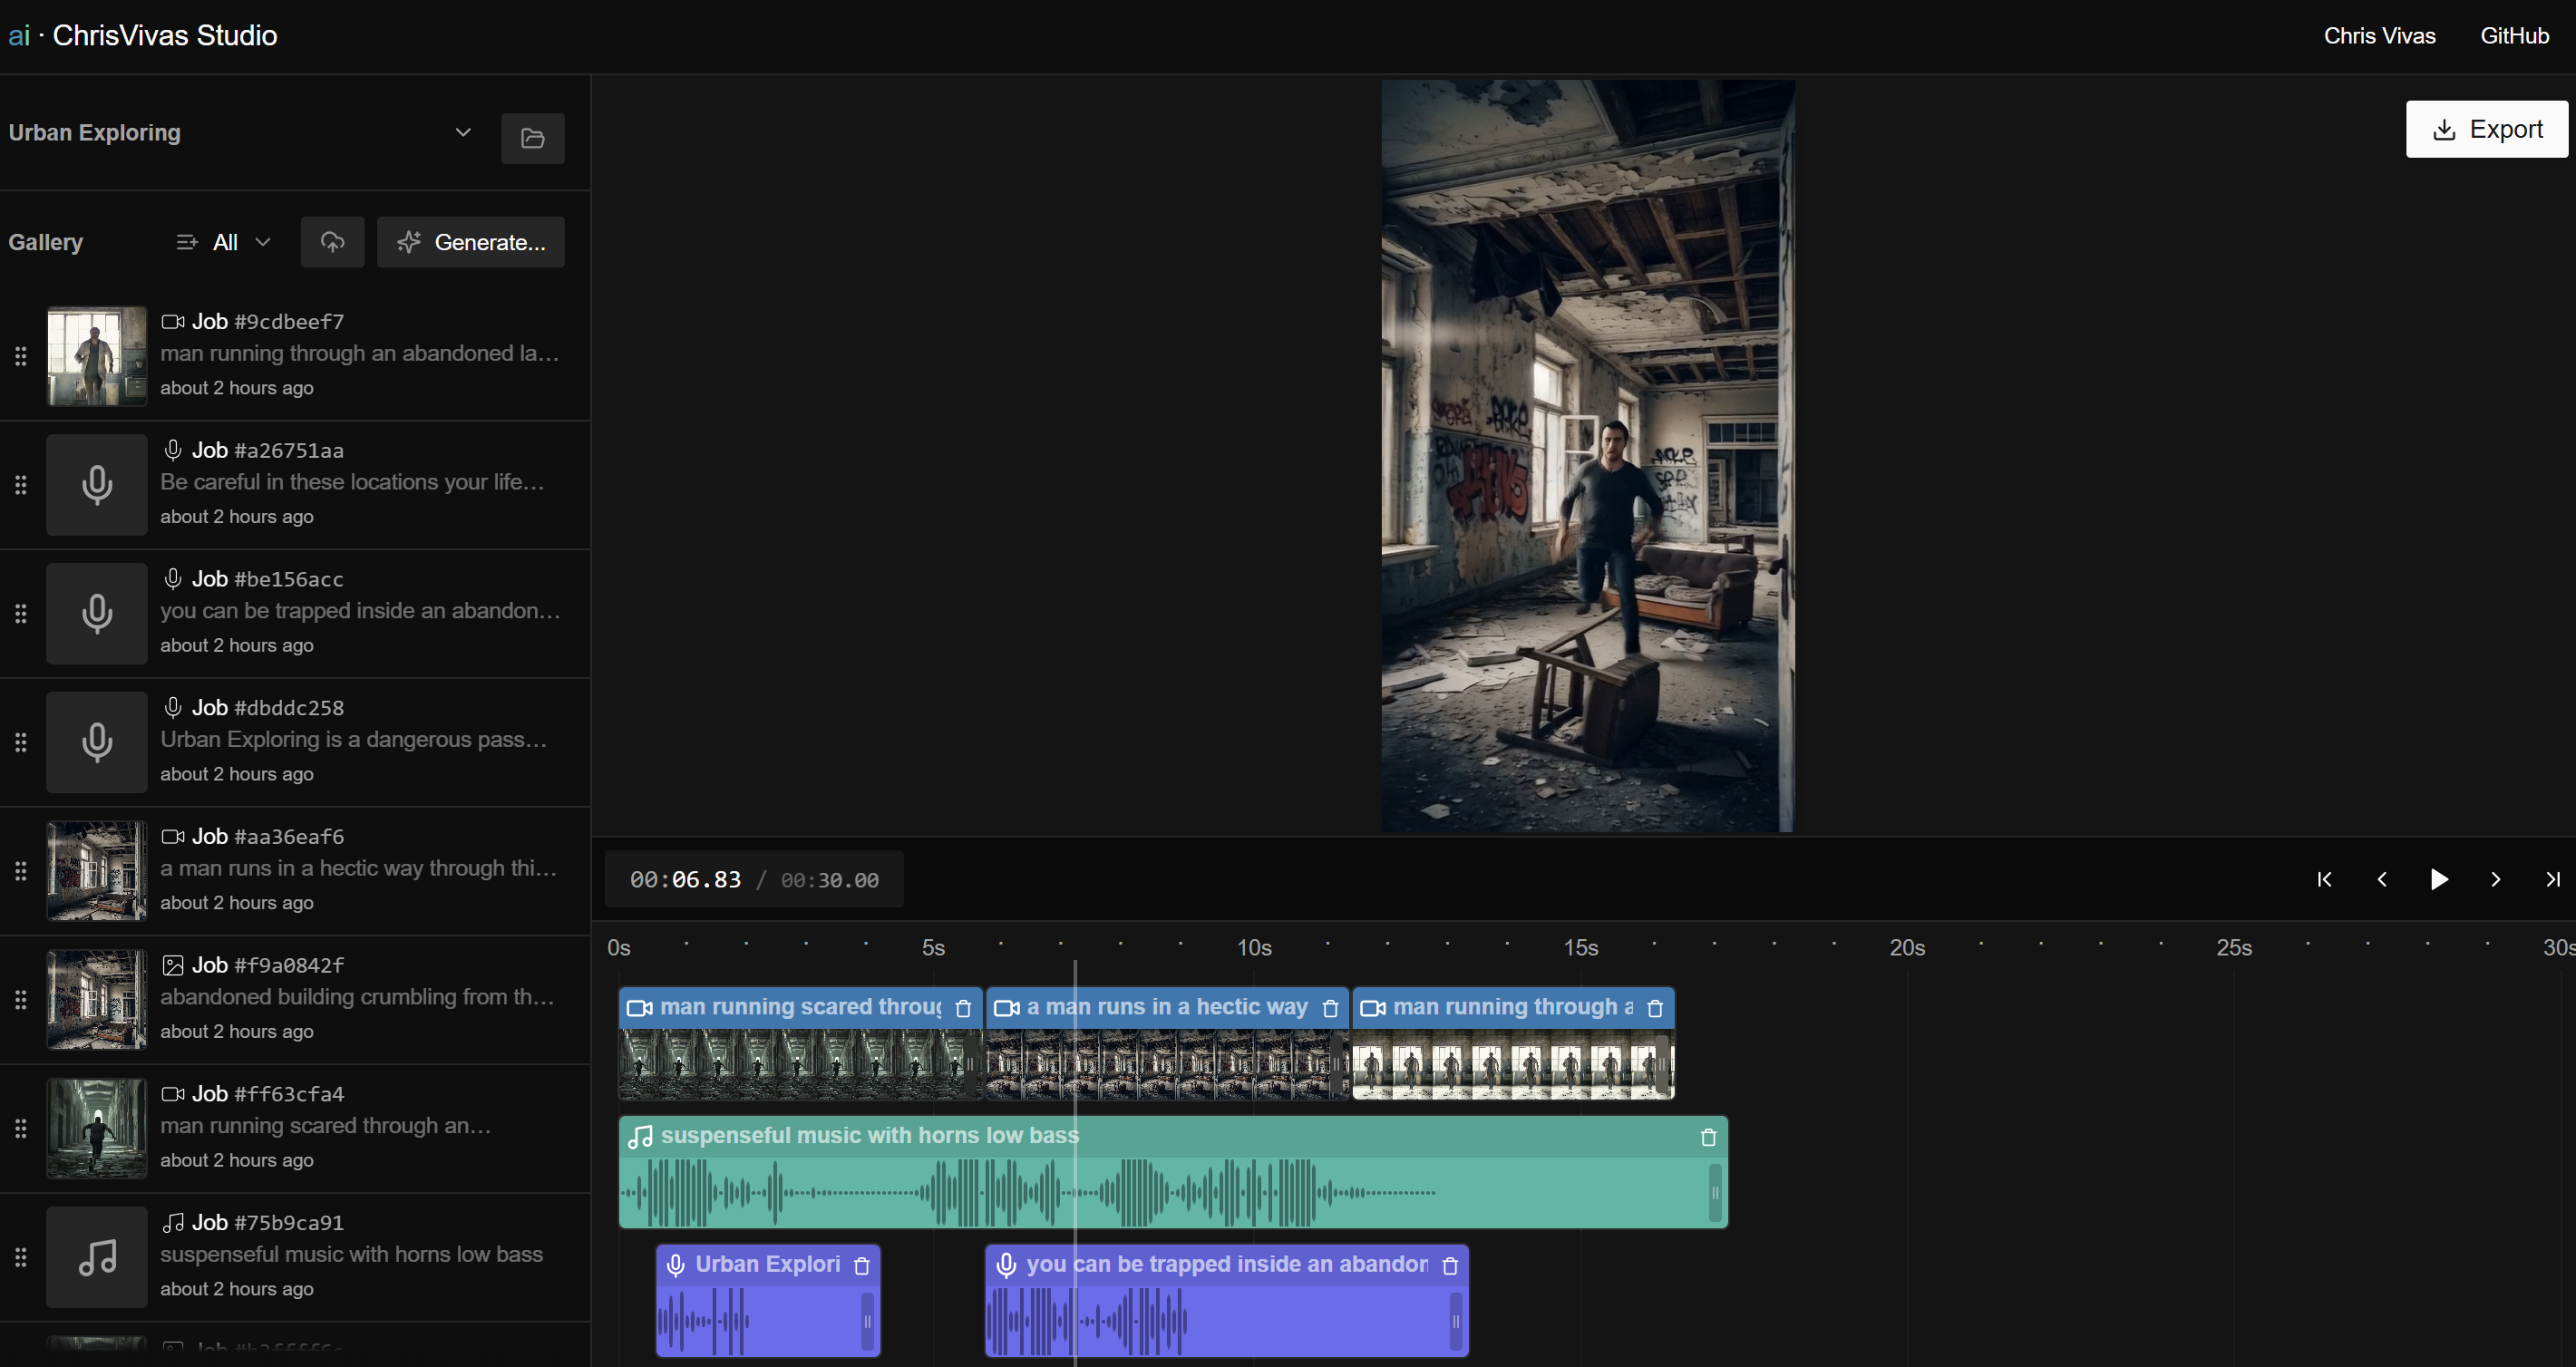 ai · ChrisVivas Studio
Chris Vivas
GitHub
Urban Exploring
Export
Gallery
All
Generate...
Job #9cdbeef7
man running through an abandoned la...
about 2 hours ago
Job #a26751aa
Be careful in these locations your life...
about 2 hours ago
Job #be156acc
you can be trapped inside an abandon...
about 2 hours ago
Job #dbddc258
Urban Exploring is a dangerous pass...
about 2 hours ago
Job #aa36eaf6
a man runs in a hectic way through thi...
about 2 hours ago
Job #f9a0842f
abandoned building crumbling from th...
about 2 hours ago
Job #ff63cfa4
man running scared through an...
about 2 hours ago
Job #75b9ca91
suspenseful music with horns low bass
about 2 hours ago
00:06.83 / 00:30.00
0s 5s 10s 15s 20s 25s 30s
man running scared throug
a man runs in a hectic way
man running through a
suspenseful music with horns low bass
Urban Explori
you can be trapped inside an abandon